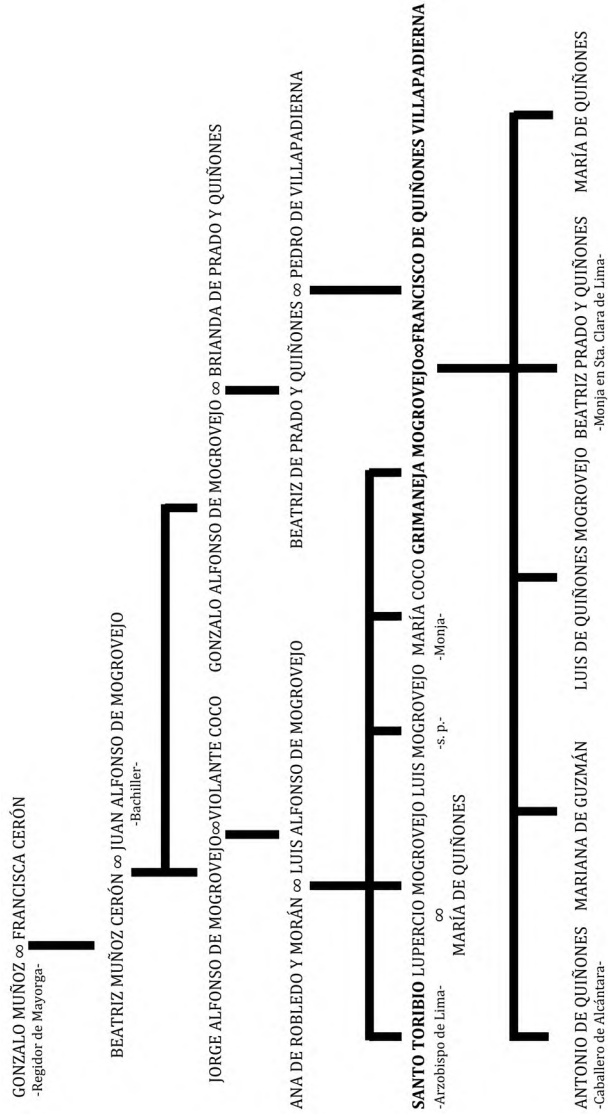 GONZALO MUÑOZ ∞ FRANCISCA CERÓN
-Regidor de Mayorga-
BEATRIZ MUÑOZ CERÓN ∞ JUAN ALFONSO DE MOGROVEJO
-Bachiller-
JORGE ALFONSO DE MOGROVEJO∞VIOLANTE COCO
GONZALO ALFONSO DE MOGROVEJO ∞ BRIANDA DE PRADO Y QUIÑONES
ANA DE ROBLEDO Y MORÁN ∞ LUIS ALFONSO DE MOGROVEJO
BEATRIZ DE PRADO Y QUIÑONES ∞ PEDRO DE VILLAPADIERNA
SANTO TORIBIO LUPERCIO MOGROVEJO LUIS MOGROVEJO MARÍA COCO GRIMANEJA MOGROVEJO∞FRANCISCO DE QUIÑONES VILLAPADIERNA
-Arzobispo de Lima-
∞
-s. p.-
-Monja-
MARÍA DE QUIÑONES
ANTONIO DE QUIÑONES MARIANA DE GUZMÁN LUIS DE QUIÑONES MOGROVEJO BEATRIZ PRADO Y QUIÑONES MARÍA DE QUIÑONES
-Caballero de Alcántara-
-Monja en Sta. Clara de Lima-